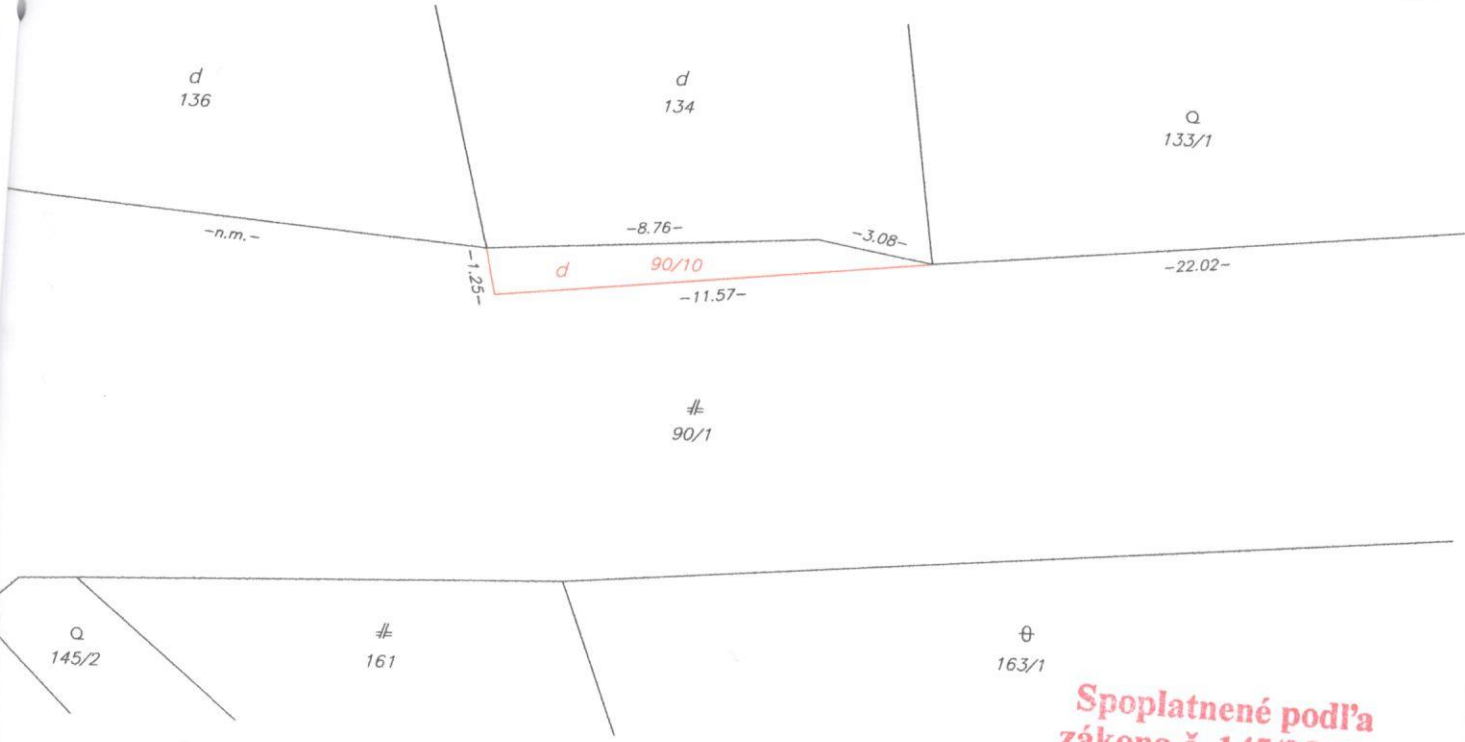 d
136
d
134
Q
133/1
-n.m.-
-8.76-
-3.08-
-1.25-
d 90/10
-11.57-
-22.02-
90/1
Q
145/2
161
163/1
Spoplatnené podľa
zákona č.